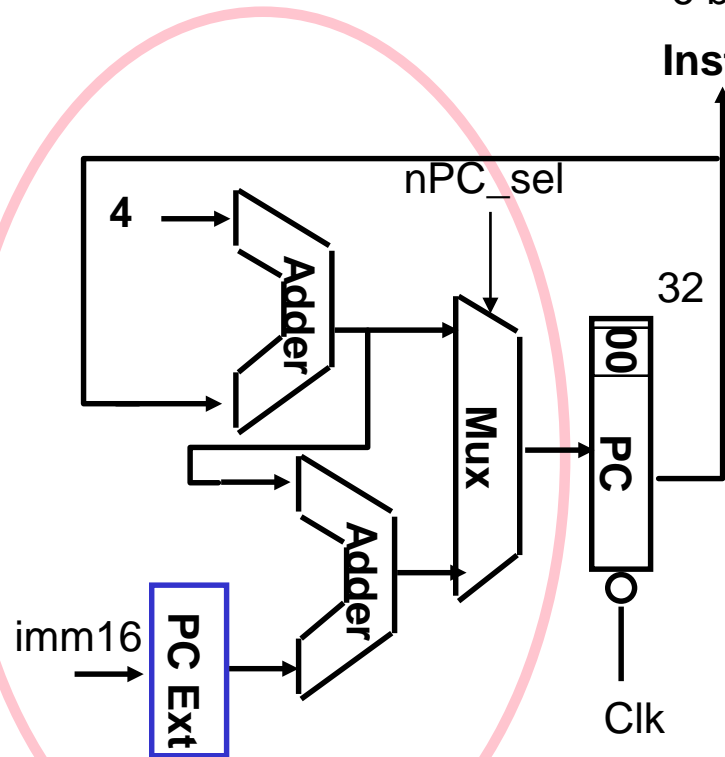 Inst
nPC_sel
4
Adder
32
00
PC
Mux
Adder
imm16
PC Ext
Clk